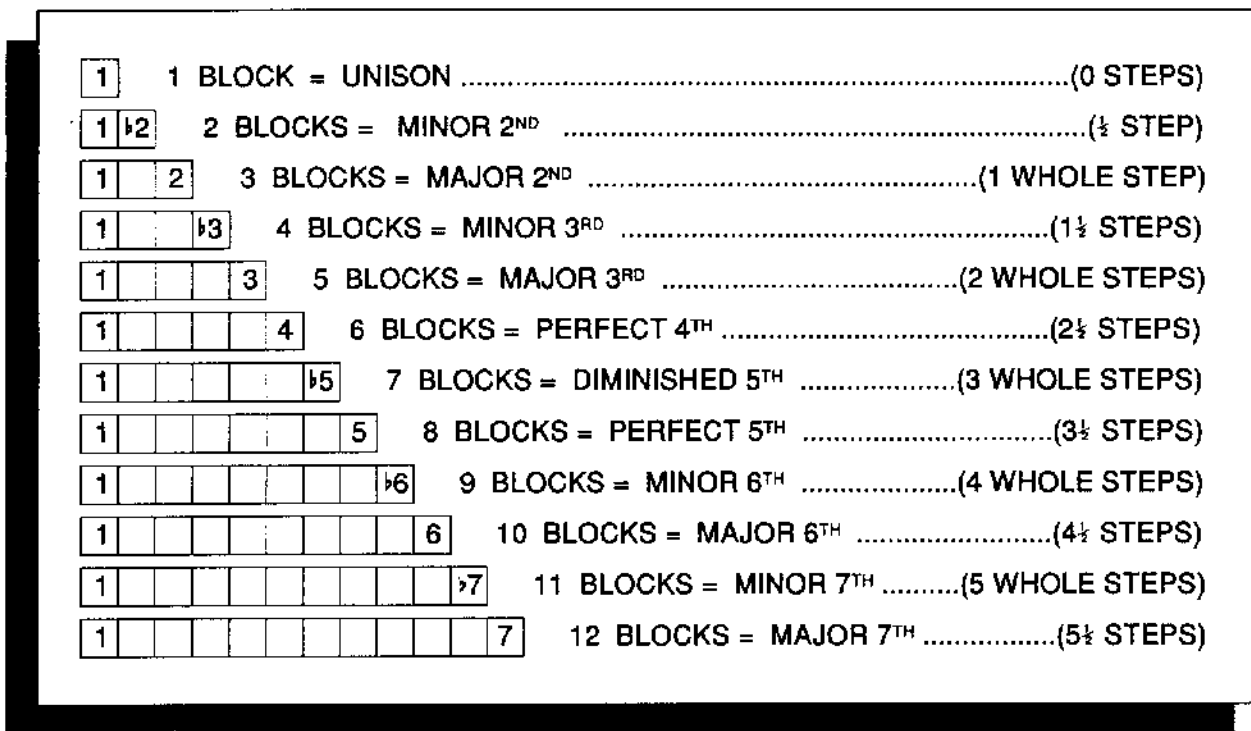 1 1 BLOCK = UNISON ..........(0 STEPS)
1 ♭2 2 BLOCKS = MINOR 2ND ..........(½ STEP)
1 2 3 BLOCKS = MAJOR 2ND ..........(1 WHOLE STEP)
1 ♭3 4 BLOCKS = MINOR 3RD ..........(1½ STEPS)
1 3 5 BLOCKS = MAJOR 3RD ..........(2 WHOLE STEPS)
1 4 6 BLOCKS = PERFECT 4TH ..........(2½ STEPS)
1 ♭5 7 BLOCKS = DIMINISHED 5TH ..........(3 WHOLE STEPS)
1 5 8 BLOCKS = PERFECT 5TH ..........(3½ STEPS)
1 ♭6 9 BLOCKS = MINOR 6TH ..........(4 WHOLE STEPS)
1 6 10 BLOCKS = MAJOR 6TH ..........(4½ STEPS)
1 ♭7 11 BLOCKS = MINOR 7TH ..........(5 WHOLE STEPS)
1 7 12 BLOCKS = MAJOR 7TH ..........(5½ STEPS)